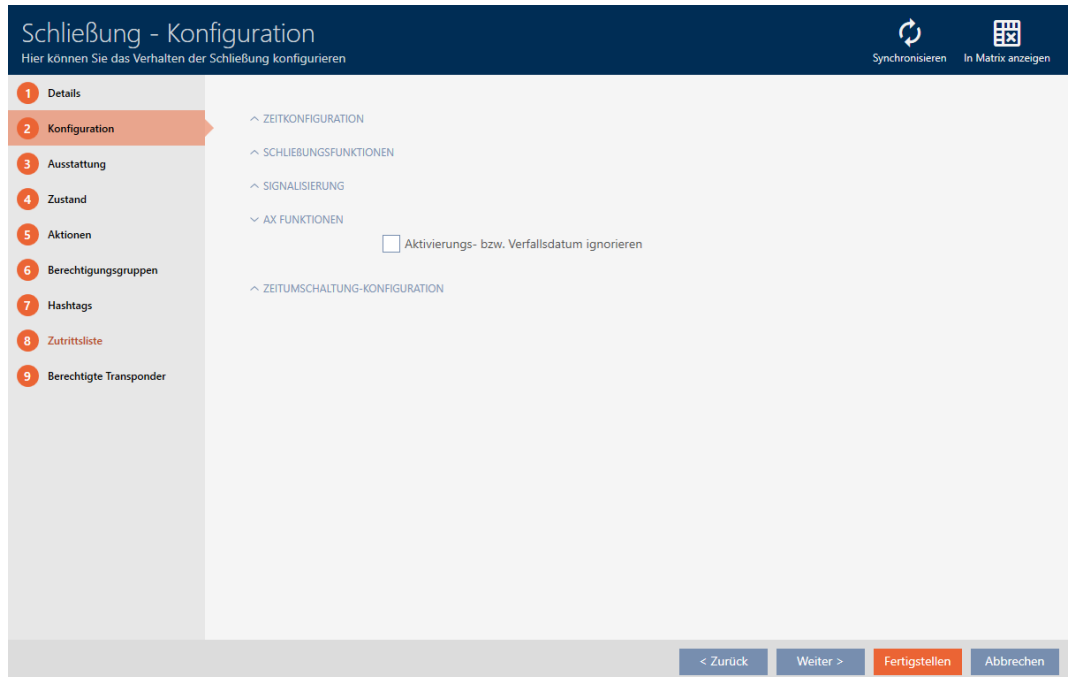 Schließung - Konfiguration
Hier können Sie das Verhalten der Schließung konfigurieren
Synchronisieren
In Matrix anzeigen
1 Details
2 Konfiguration
3 Ausstattung
4 Zustand
5 Aktionen
6 Berechtigungsgruppen
7 Hashtags
8 Zutrittsliste
9 Berechtigte Transponder
ZEITKONFIGURATION
SCHLIEßUNGSFUNKTIONEN
SIGNALISIERUNG
AX FUNKTIONEN
Aktivierungs- bzw. Verfallsdatum ignorieren
ZEITUMSCHALTUNG-KONFIGURATION
< Zurück
Weiter >
Fertigstellen
Abbrechen